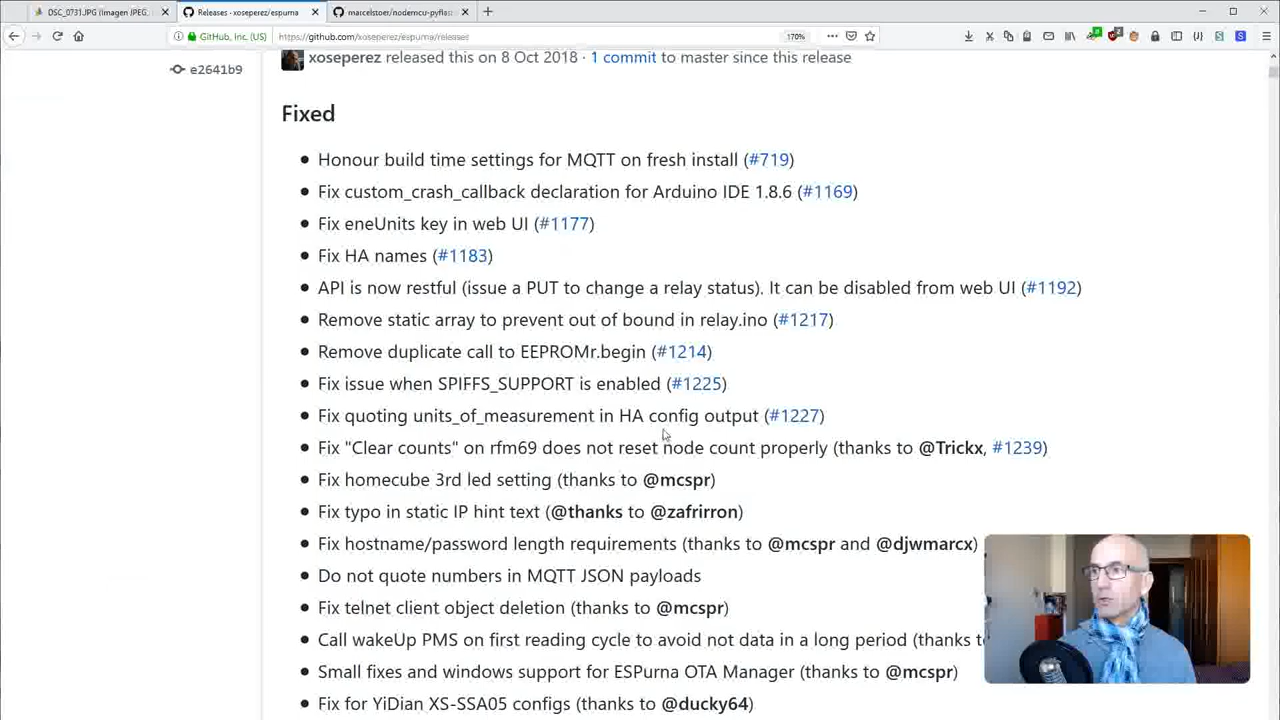 DSC_0731.JPG (Imagen JPEG,
Releases · xoseperez/espurna
marcelstoer/nodemcu-pyflas
GitHub, Inc. (US)
https://github.com/xoseperez/espurna/releases
170%
xoseperez released this on 8 Oct 2018 · 1 commit to master since this release
e2641b9
Fixed
Honour build time settings for MQTT on fresh install (#719)
Fix custom_crash_callback declaration for Arduino IDE 1.8.6 (#1169)
Fix eneUnits key in web UI (#1177)
Fix HA names (#1183)
API is now restful (issue a PUT to change a relay status). It can be disabled from web UI (#1192)
Remove static array to prevent out of bound in relay.ino (#1217)
Remove duplicate call to EEPROMr.begin (#1214)
Fix issue when SPIFFS_SUPPORT is enabled (#1225)
Fix quoting units_of_measurement in HA config output (#1227)
Fix "Clear counts" on rfm69 does not reset node count properly (thanks to @Trickx, #1239)
Fix homecube 3rd led setting (thanks to @mcspr)
Fix typo in static IP hint text (@thanks to @zafrirron)
Fix hostname/password length requirements (thanks to @mcspr and @djwmarcx)
Do not quote numbers in MQTT JSON payloads
Fix telnet client object deletion (thanks to @mcspr)
Call wakeUp PMS on first reading cycle to avoid not data in a long period (thanks
Small fixes and windows support for ESPurna OTA Manager (thanks to @mcspr)
Fix for YiDian XS-SSA05 configs (thanks to @ducky64)